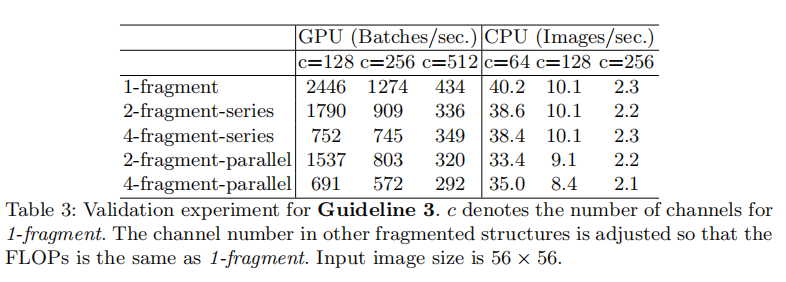 GPU (Batches/sec.) CPU (Images/sec.)
c=128 c=256 c=512 c=64 c=128 c=256
1-fragment 2446 1274 434 40.2 10.1 2.3
2-fragment-series 1790 909 336 38.6 10.1 2.2
4-fragment-series 752 745 349 38.4 10.1 2.3
2-fragment-parallel 1537 803 320 33.4 9.1 2.2
4-fragment-parallel 691 572 292 35.0 8.4 2.1
Table 3: Validation experiment for Guideline 3. c denotes the number of channels for
1-fragment. The channel number in other fragmented structures is adjusted so that the
FLOPs is the same as 1-fragment. Input image size is 56 × 56.